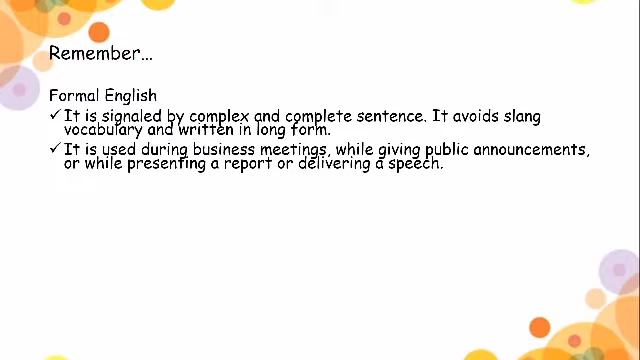 Remember...
Formal English
✓ It is signaled by complex and complete sentence. It avoids slang
vocabulary and written in long form.
✓ It is used during business meetings, while giving public announcements,
or while presenting a report or delivering a speech.